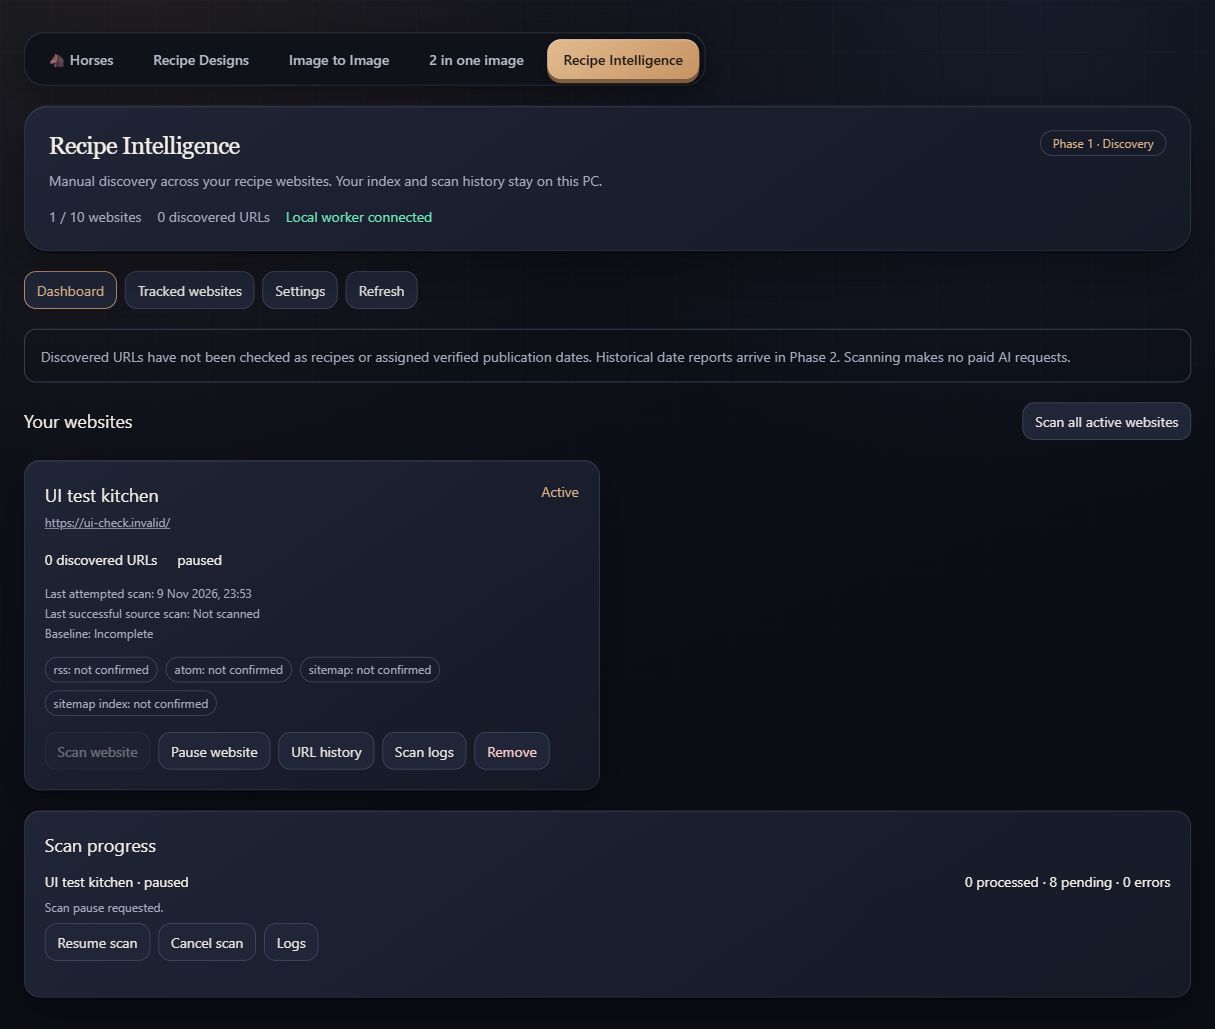 Horses Recipe Designs Image to Image 2 in one image Recipe Intelligence
Recipe Intelligence
Phase 1 · Discovery
Manual discovery across your recipe websites. Your index and scan history stay on this PC.
1 / 10 websites 0 discovered URLs Local worker connected
Dashboard Tracked websites Settings Refresh
Discovered URLs have not been checked as recipes or assigned verified publication dates. Historical date reports arrive in Phase 2. Scanning makes no paid AI requests.
Your websites
Scan all active websites
UI test kitchen
Active
https://ui-check.invalid/
0 discovered URLs paused
Last attempted scan: 9 Nov 2026, 23:53
Last successful source scan: Not scanned
Baseline: Incomplete
rss: not confirmed atom: not confirmed sitemap: not confirmed
sitemap index: not confirmed
Scan website Pause website URL history Scan logs Remove
Scan progress
UI test kitchen · paused
0 processed · 8 pending · 0 errors
Scan pause requested.
Resume scan Cancel scan Logs